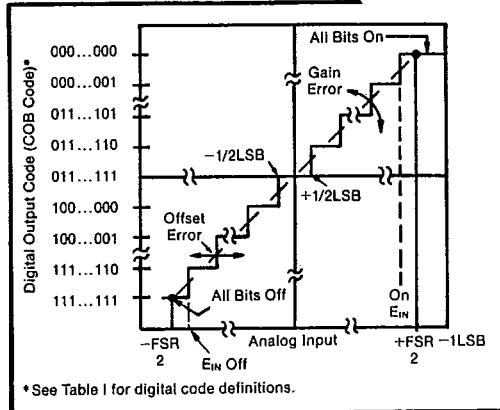 Digital Output Code (COB Code)*
000...000
000...001
011...101
011...110
011...111
100...000
100...001
111...110
111...111
All Bits On
Gain
Error
−1/2LSB
+1/2LSB
Offset
Error
All Bits Off
On
EIN
−FSR
2
EIN Off
Analog Input
+FSR −1LSB
2
*See Table I for digital code definitions.